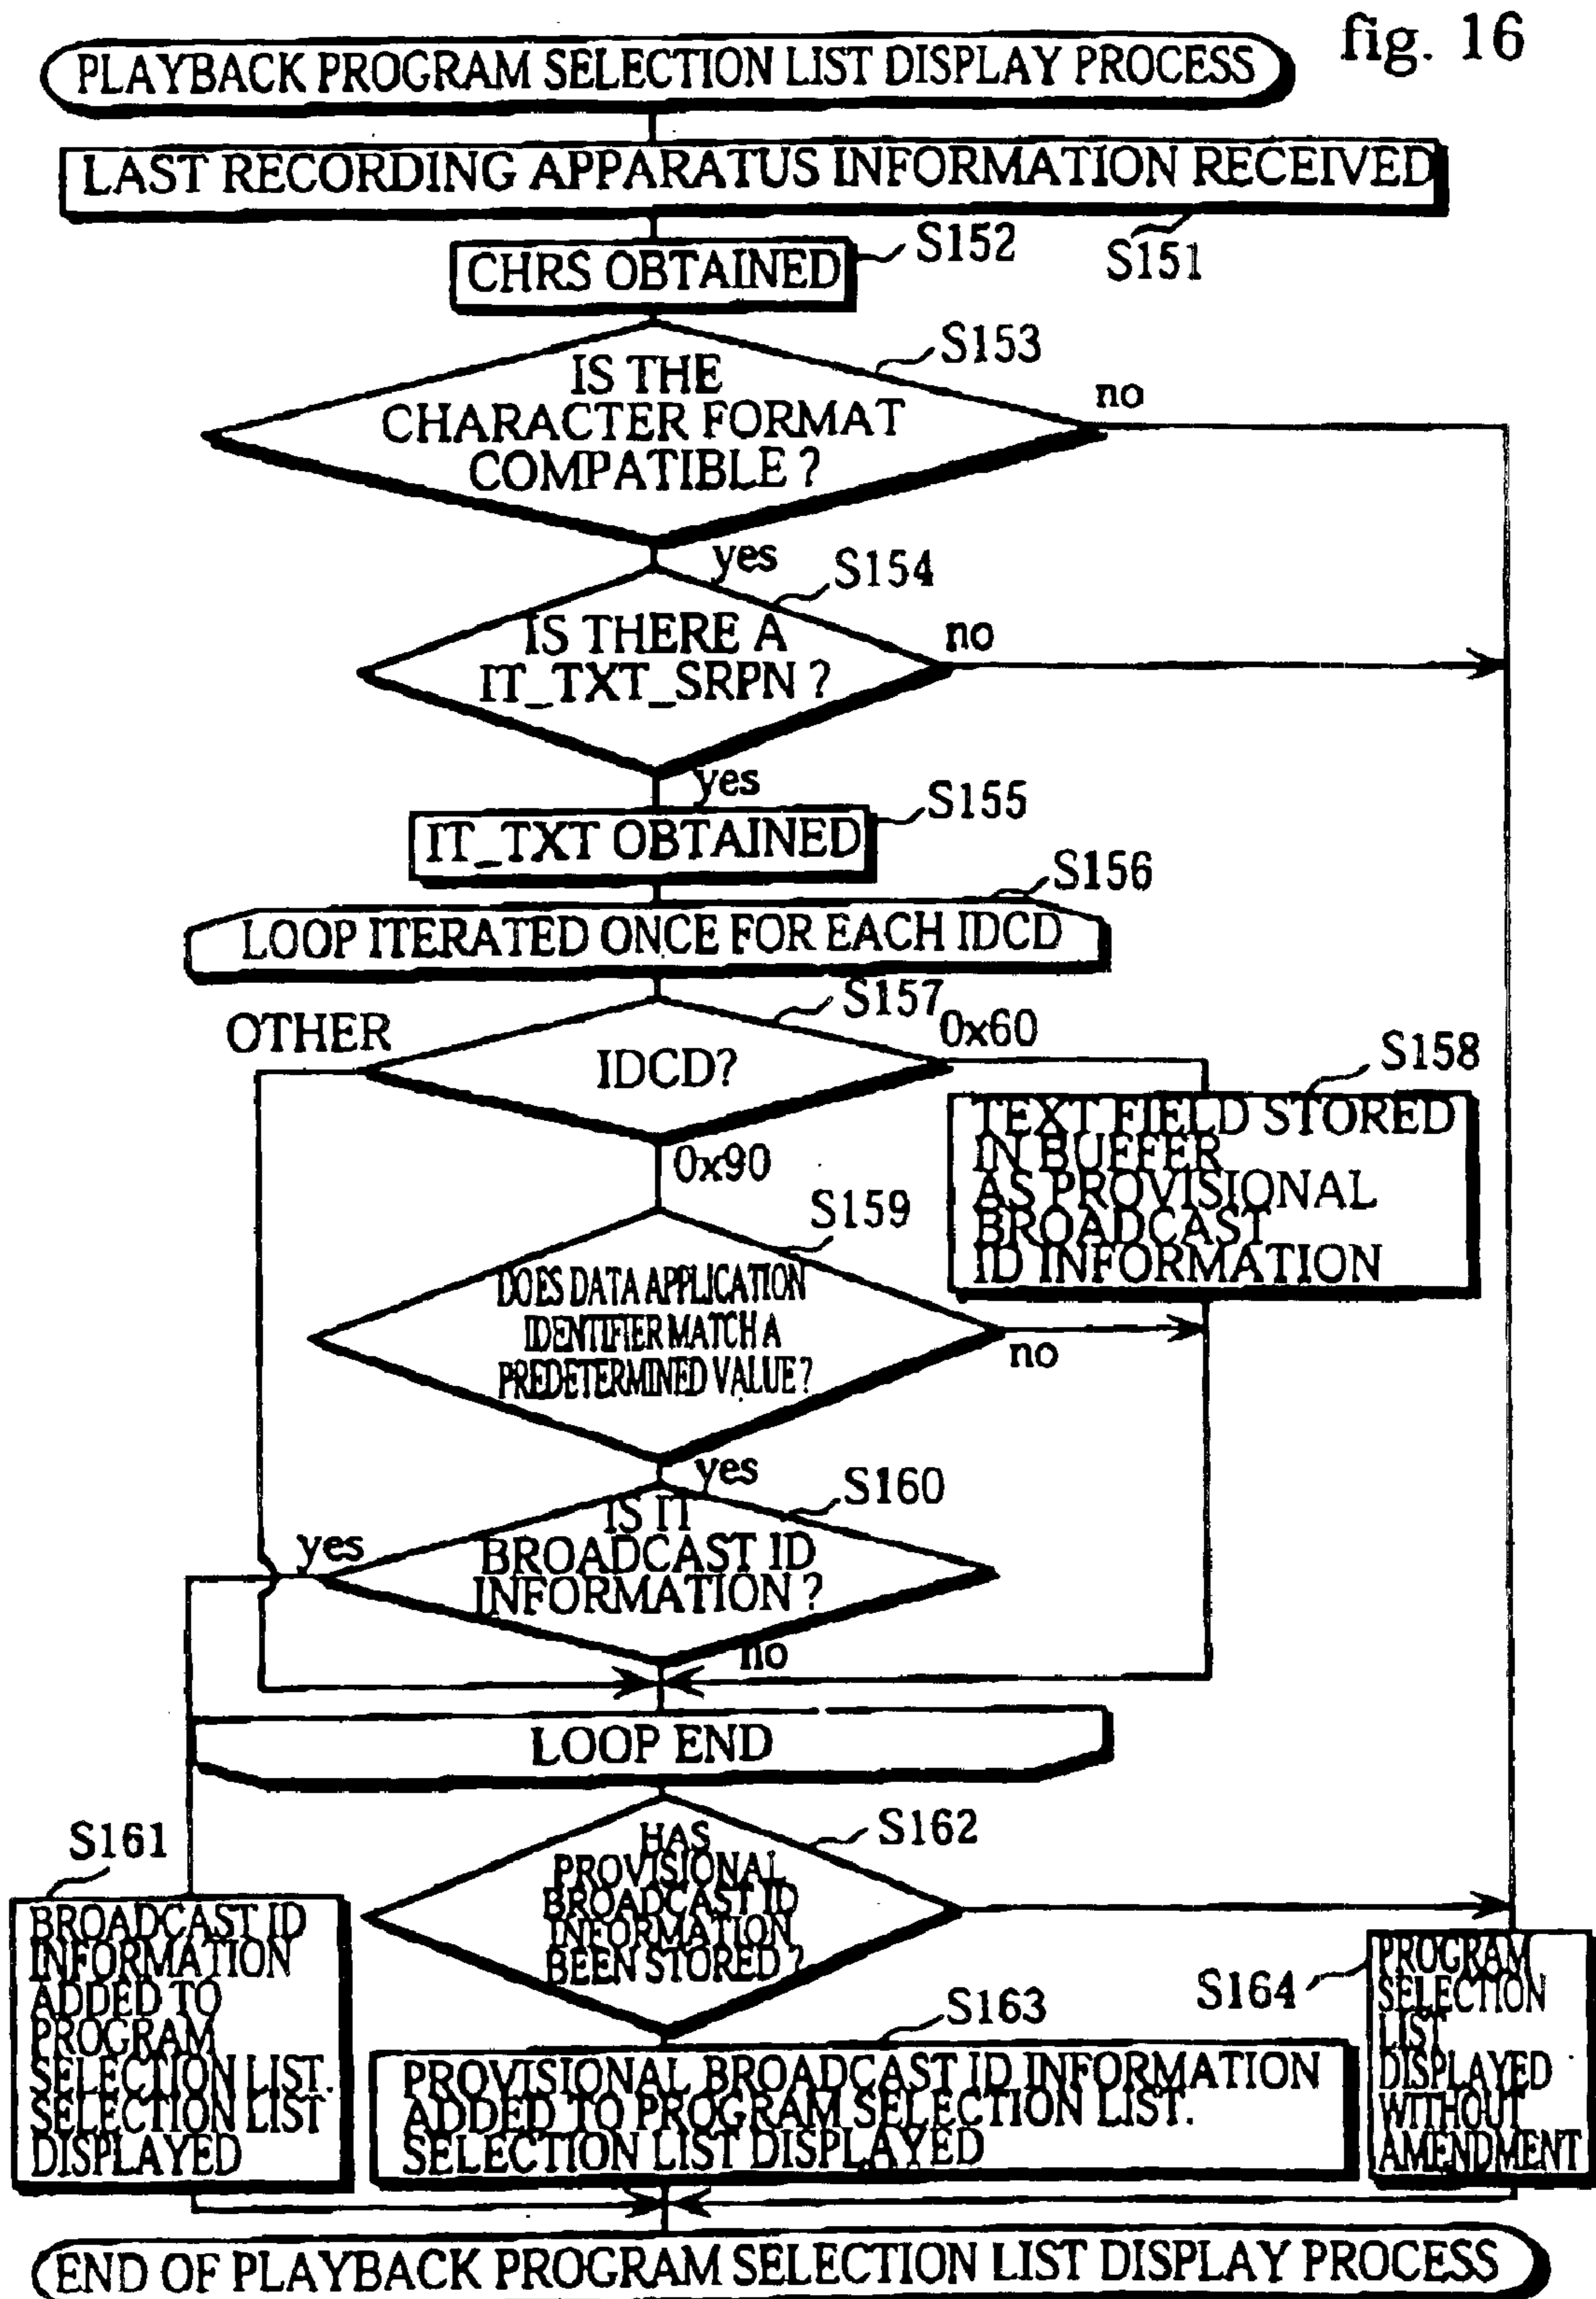 fig. 16
PLAYBACK PROGRAM SELECTION LIST DISPLAY PROCESS
LAST RECORDING APPARATUS INFORMATION RECEIVED
S151
CHRS OBTAINED
S152
S153
IS THE
CHARACTER FORMAT
COMPATIBLE ?
no
yes
S154
IS THERE A
IT_TXT_SRPN ?
no
yes
IT_TXT OBTAINED
S155
S156
LOOP ITERATED ONCE FOR EACH IDCD
S157
OTHER
IDCD?
0x60
0x90
S158
TEXT FIELD STORED
IN BUFFER
AS PROVISIONAL
BROADCAST
ID INFORMATION
S159
DOES DATA APPLICATION
IDENTIFIER MATCH A
PREDETERMINED VALUE ?
no
yes
S160
IS IT
BROADCAST ID
INFORMATION ?
yes
no
LOOP END
S162
HAS
PROVISIONAL
BROADCAST ID
INFORMATION
BEEN STORED ?
S161
BROADCAST ID
INFORMATION
ADDED TO
PROGRAM
SELECTION LIST.
SELECTION LIST
DISPLAYED
S163
PROVISIONAL BROADCAST ID INFORMATION
ADDED TO PROGRAM SELECTION LIST.
SELECTION LIST DISPLAYED
S164
PROGRAM
SELECTION
LIST
DISPLAYED
WITHOUT
AMENDMENT
END OF PLAYBACK PROGRAM SELECTION LIST DISPLAY PROCESS